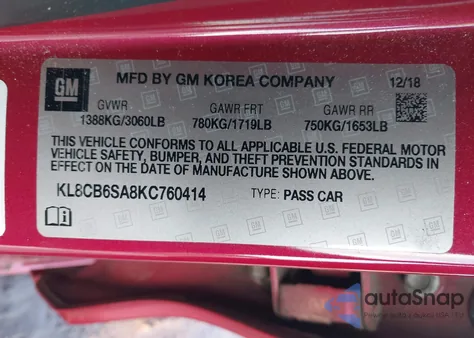 GM MFD BY GM KOREA COMPANY 12/18
GVWR GAWR FRT GAWR RR
1388KG/3060LB 780KG/1719LB 750KG/1653LB
THIS VEHICLE CONFORMS TO ALL APPLICABLE U.S. FEDERAL MOTOR
VEHICLE SAFETY, BUMPER, AND THEFT PREVENTION STANDARDS
IN EFFECT ON THE DATE OF MANUFACTURE SHOWN ABOVE.
KL8CB6SA8KC760414 TYPE: PASS CAR
autoSnap